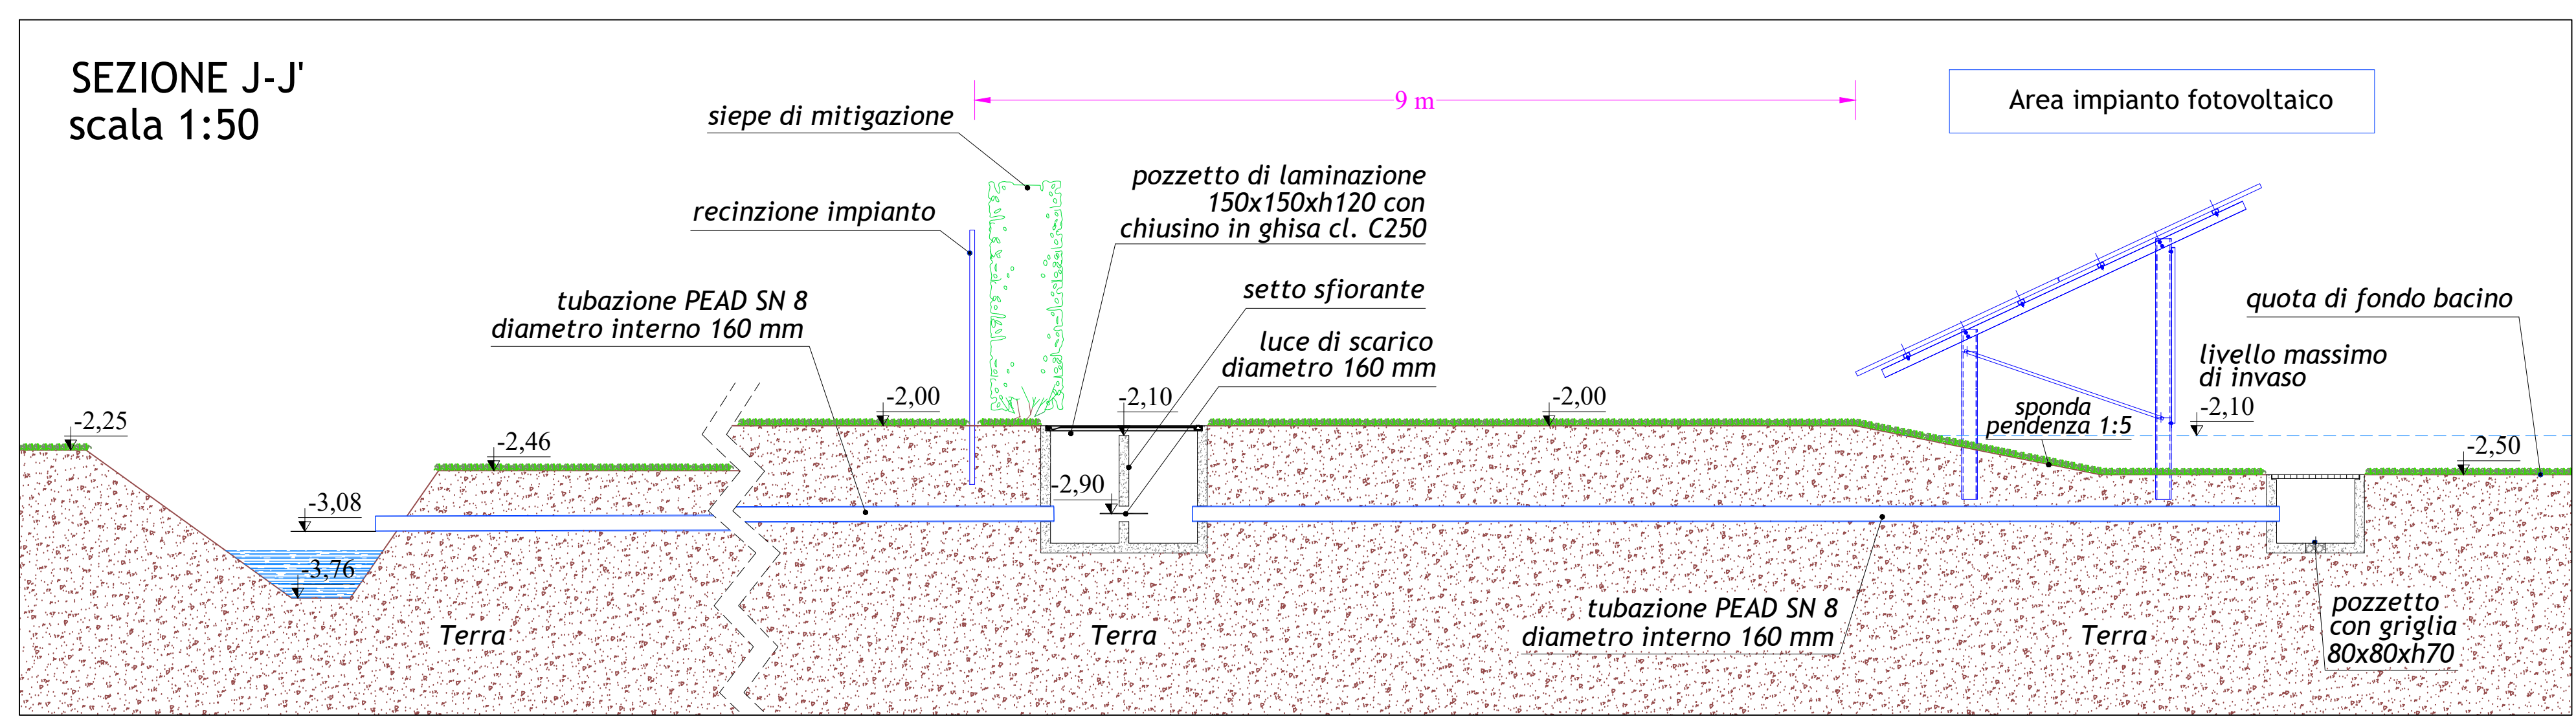 SEZIONE J-J'
scala 1:50
siepe di mitigazione
9 m
Area impianto fotovoltaico
recinzione impianto
pozzetto di laminazione
150x150xh120 con
chiusino in ghisa cl. C250
tubazione PEAD SN 8
diametro interno 160 mm
setto sfiorante
luce di scarico
diametro 160 mm
quota di fondo bacino
livello massimo
di invaso
-2,10
sponda
pendenza 1:5
-2,25
-2,46
-2,00
-2,10
-2,00
-2,50
-3,08
-2,90
-3,76
Terra
Terra
tubazione PEAD SN 8
diametro interno 160 mm
Terra
pozzetto
con griglia
80x80xh70